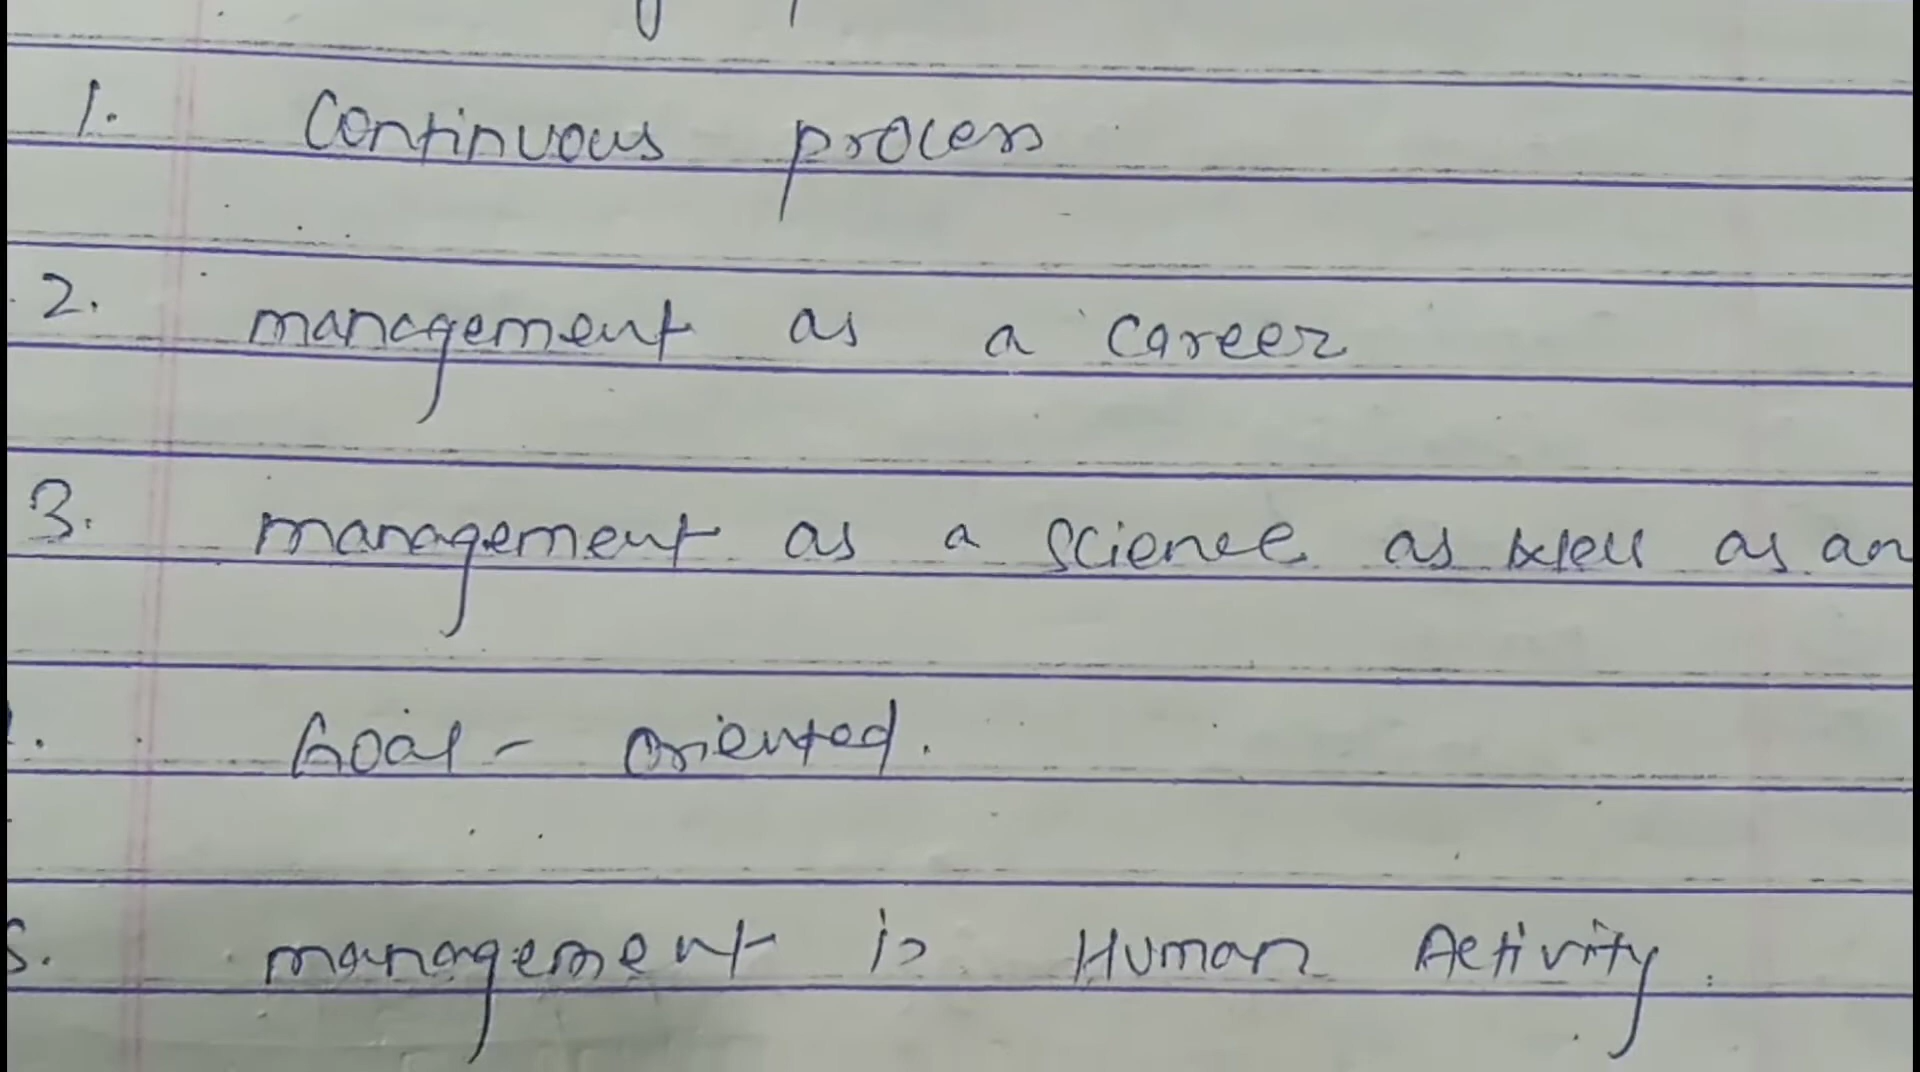 1. Continuous process
2. management as a career
3. management as a science as well as an
. Goal - oriented.
5. management is Human Activity.